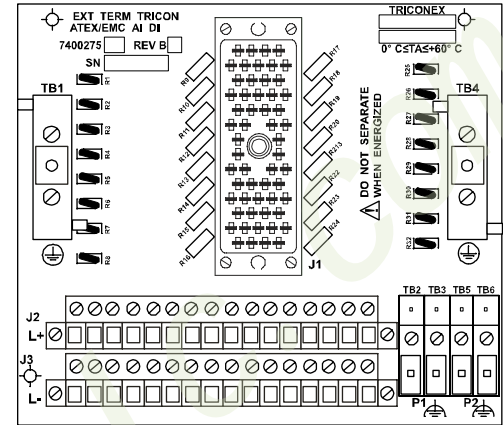 EXT TERM TRICON
ATEX/EMC AI DI
7400275 REV B
SN
TRICONEX
0° C≤TA≤+60° C
TB1
TB4
R1
R2
R3
R4
R5
R6
R7
R8
R9
R10
R11
R12
R13
R14
R15
R16
R17
R18
R19
R20
R213
R22
R23
R24
R25
R26
R27
R28
R29
R30
R31
R32
DO NOT SEPARATE
WHEN ENERGIZED
J1
J2
L+
J3
L-
TB2 TB3 TB5 TB6
P1 P2